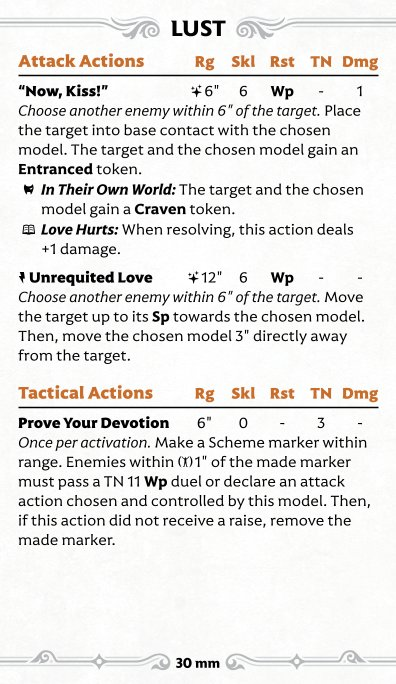 LUST
Attack Actions Rg Skl Rst TN Dmg
“Now, Kiss!” 6" 6 Wp - 1
Choose another enemy within 6" of the target. Place
the target into base contact with the chosen
model. The target and the chosen model gain an
Entranced token.
In Their Own World: The target and the chosen
model gain a Craven token.
Love Hurts: When resolving, this action deals
+1 damage.
Unrequited Love 12" 6 Wp - -
Choose another enemy within 6" of the target. Move
the target up to its Sp towards the chosen model.
Then, move the chosen model 3" directly away
from the target.
Tactical Actions Rg Skl Rst TN Dmg
Prove Your Devotion 6" 0 - 3 -
Once per activation. Make a Scheme marker within
range. Enemies within 1" of the made marker
must pass a TN 11 Wp duel or declare an attack
action chosen and controlled by this model. Then,
if this action did not receive a raise, remove the
made marker.
30 mm